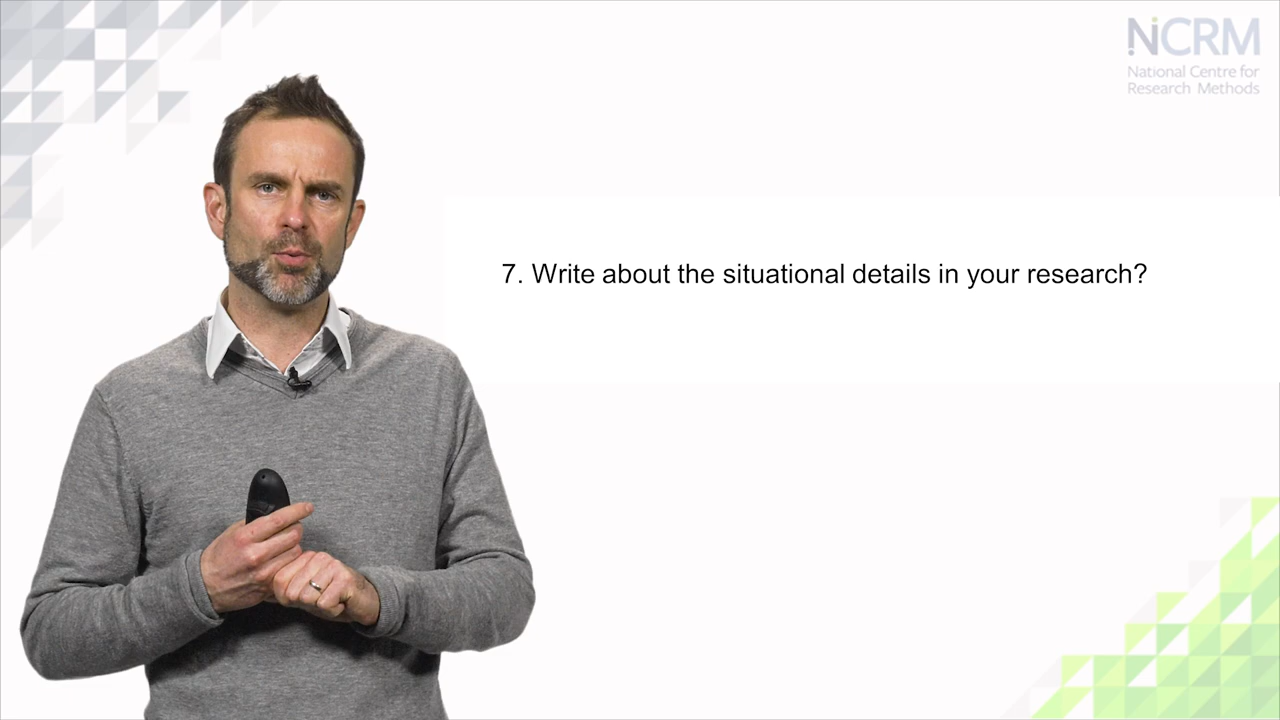 NCRM
National Centre for
Research Methods
7. Write about the situational details in your research?